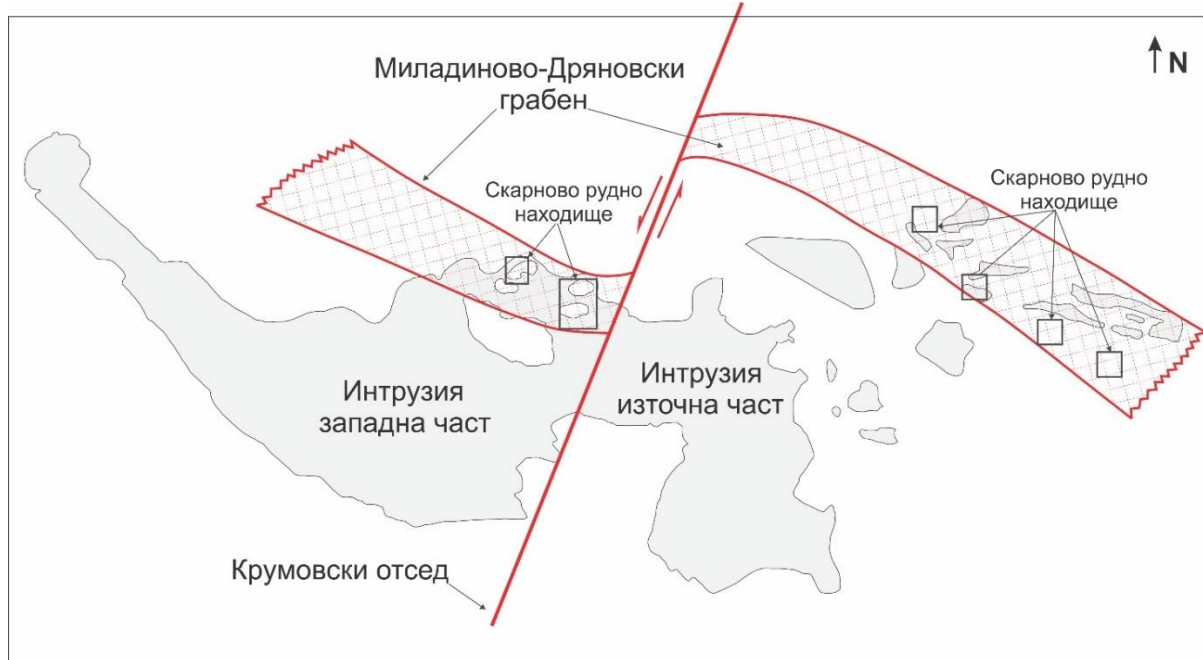 Миладиново-Дряновски
грабен
N
Скарново рудно
находище
Скарново рудно
находище
Интрузия
западна част
Интрузия
източна част
Крумовски отсед